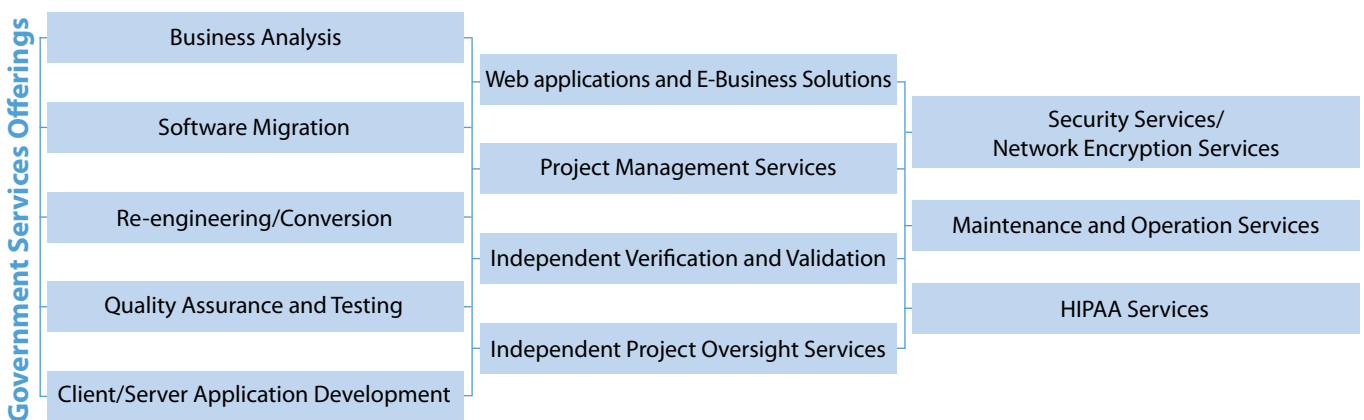 Government Services Offerings
Business Analysis
Software Migration
Re-engineering/Conversion
Quality Assurance and Testing
Client/Server Application Development
Web applications and E-Business Solutions
Project Management Services
Independent Verification and Validation
Independent Project Oversight Services
Security Services/
Network Encryption Services
Maintenance and Operation Services
HIPAA Services